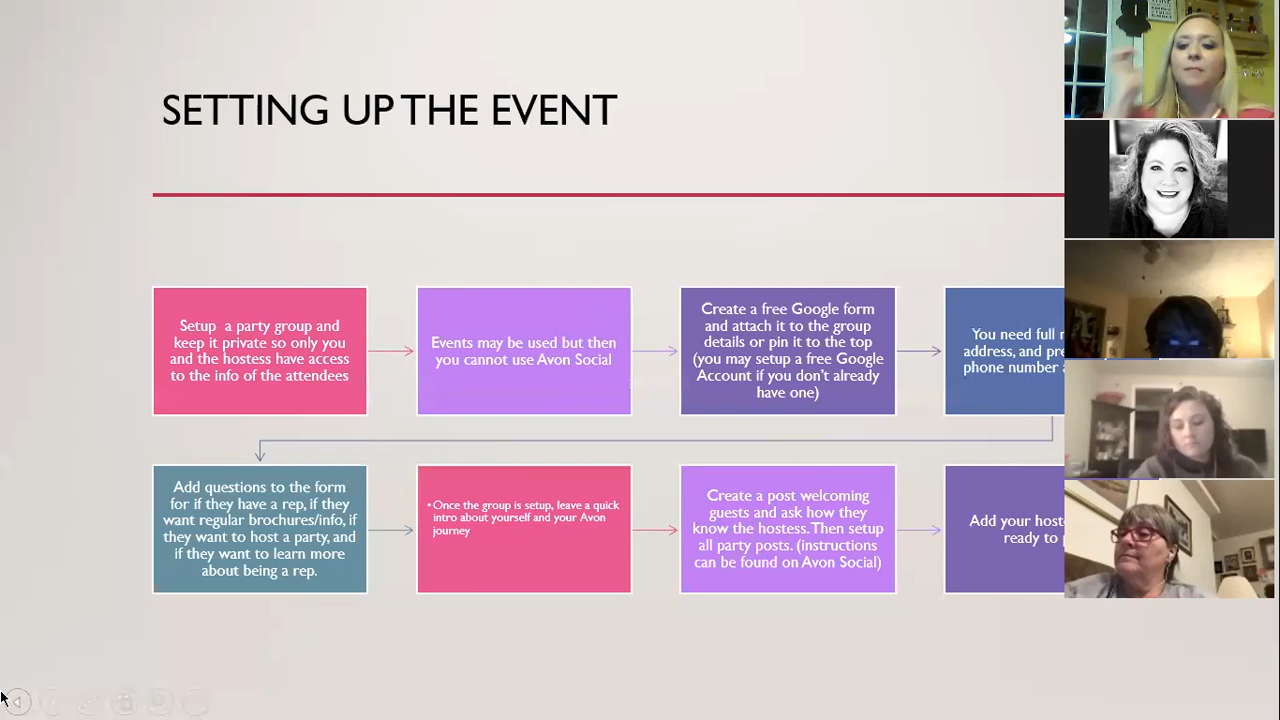 SETTING UP THE EVENT
Setup a party group and
keep it private so only you
and the hostess have access
to the info of the attendees
Events may be used but then
you cannot use Avon Social
Create a free Google form
and attach it to the group
details or pin it to the top
(you may setup a free Google
Account if you don't already
have one)
You need full
address, and
phone number
Add questions to the form
for if they have a rep, if they
want regular brochures/info, if
they want to host a party, and
if they want to learn more
about being a rep.
• Once the group is setup, leave a quick
intro about yourself and your Avon
journey
Create a post welcoming
guests and ask how they
know the hostess. Then setup
all party posts. (instructions
can be found on Avon Social)
Add your
ready to